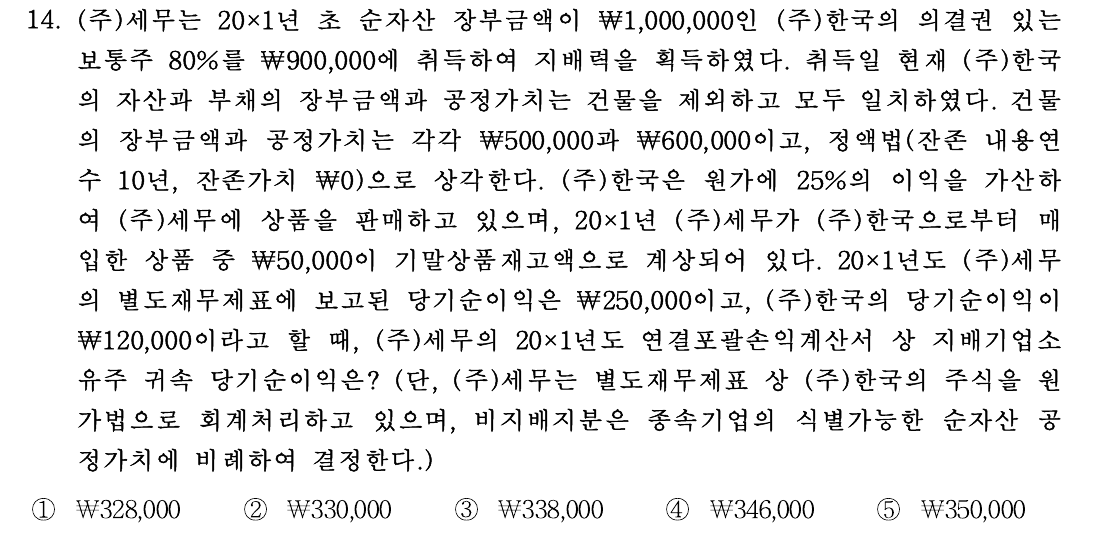 14. (주)세무는 20×1년 초 순자산 장부금액이 ₩1,000,000인 (주)한국의 의결권 있는
보통주 80%를 ₩900,000에 취득하여 지배력을 획득하였다. 취득일 현재 (주)한국
의 자산과 부채의 장부금액과 공정가치는 건물을 제외하고 모두 일치하였다. 건물
의 장부금액과 공정가치는 각각 ₩500,000과 ₩600,000이고, 정액법(잔존 내용연
수 10년, 잔존가치 ₩0)으로 상각한다. (주)한국은 원가에 25%의 이익을 가산하
여 (주)세무에 상품을 판매하고 있으며, 20×1년 (주)세무가 (주)한국으로부터 매
입한 상품 중 ₩50,000이 기말상품재고액으로 계상되어 있다. 20×1년도 (주)세무
의 별도재무제표에 보고된 당기순이익은 ₩250,000이고, (주)한국의 당기순이익이
₩120,000이라고 할 때, (주)세무의 20×1년도 연결포괄손익계산서 상 지배기업소
유주 귀속 당기순이익은? (단, (주)세무는 별도재무제표 상 (주)한국의 주식을 원
가법으로 회계처리하고 있으며, 비지배지분은 종속기업의 식별가능한 순자산 공
정가치에 비례하여 결정한다.)
① ₩328,000 ② ₩330,000 ③ ₩338,000 ④ ₩346,000 ⑤ ₩350,000